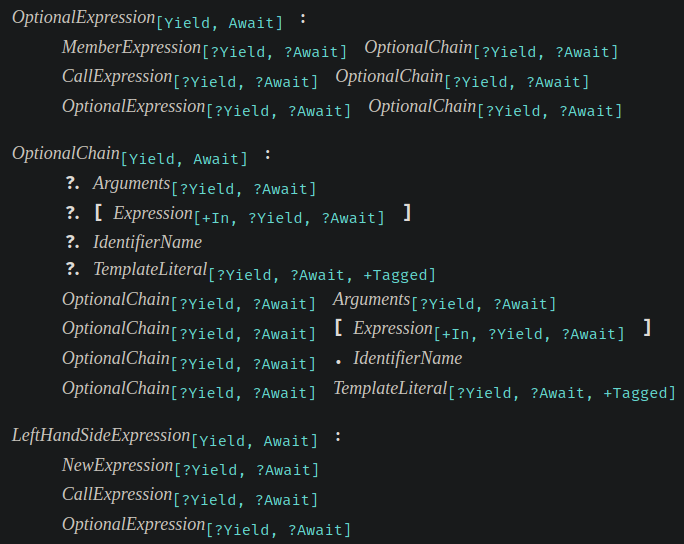 OptionalExpression[Yield, Await] :
MemberExpression[?Yield, ?Await] OptionalChain[?Yield, ?Await]
CallExpression[?Yield, ?Await] OptionalChain[?Yield, ?Await]
OptionalExpression[?Yield, ?Await] OptionalChain[?Yield, ?Await]
OptionalChain[Yield, Await] :
?. Arguments[?Yield, ?Await]
?. [ Expression[+In, ?Yield, ?Await] ]
?. IdentifierName
?. TemplateLiteral[?Yield, ?Await, +Tagged]
OptionalChain[?Yield, ?Await] Arguments[?Yield, ?Await]
OptionalChain[?Yield, ?Await] [ Expression[+In, ?Yield, ?Await] ]
OptionalChain[?Yield, ?Await] . IdentifierName
OptionalChain[?Yield, ?Await] TemplateLiteral[?Yield, ?Await, +Tagged]
LeftHandSideExpression[Yield, Await] :
NewExpression[?Yield, ?Await]
CallExpression[?Yield, ?Await]
OptionalExpression[?Yield, ?Await]